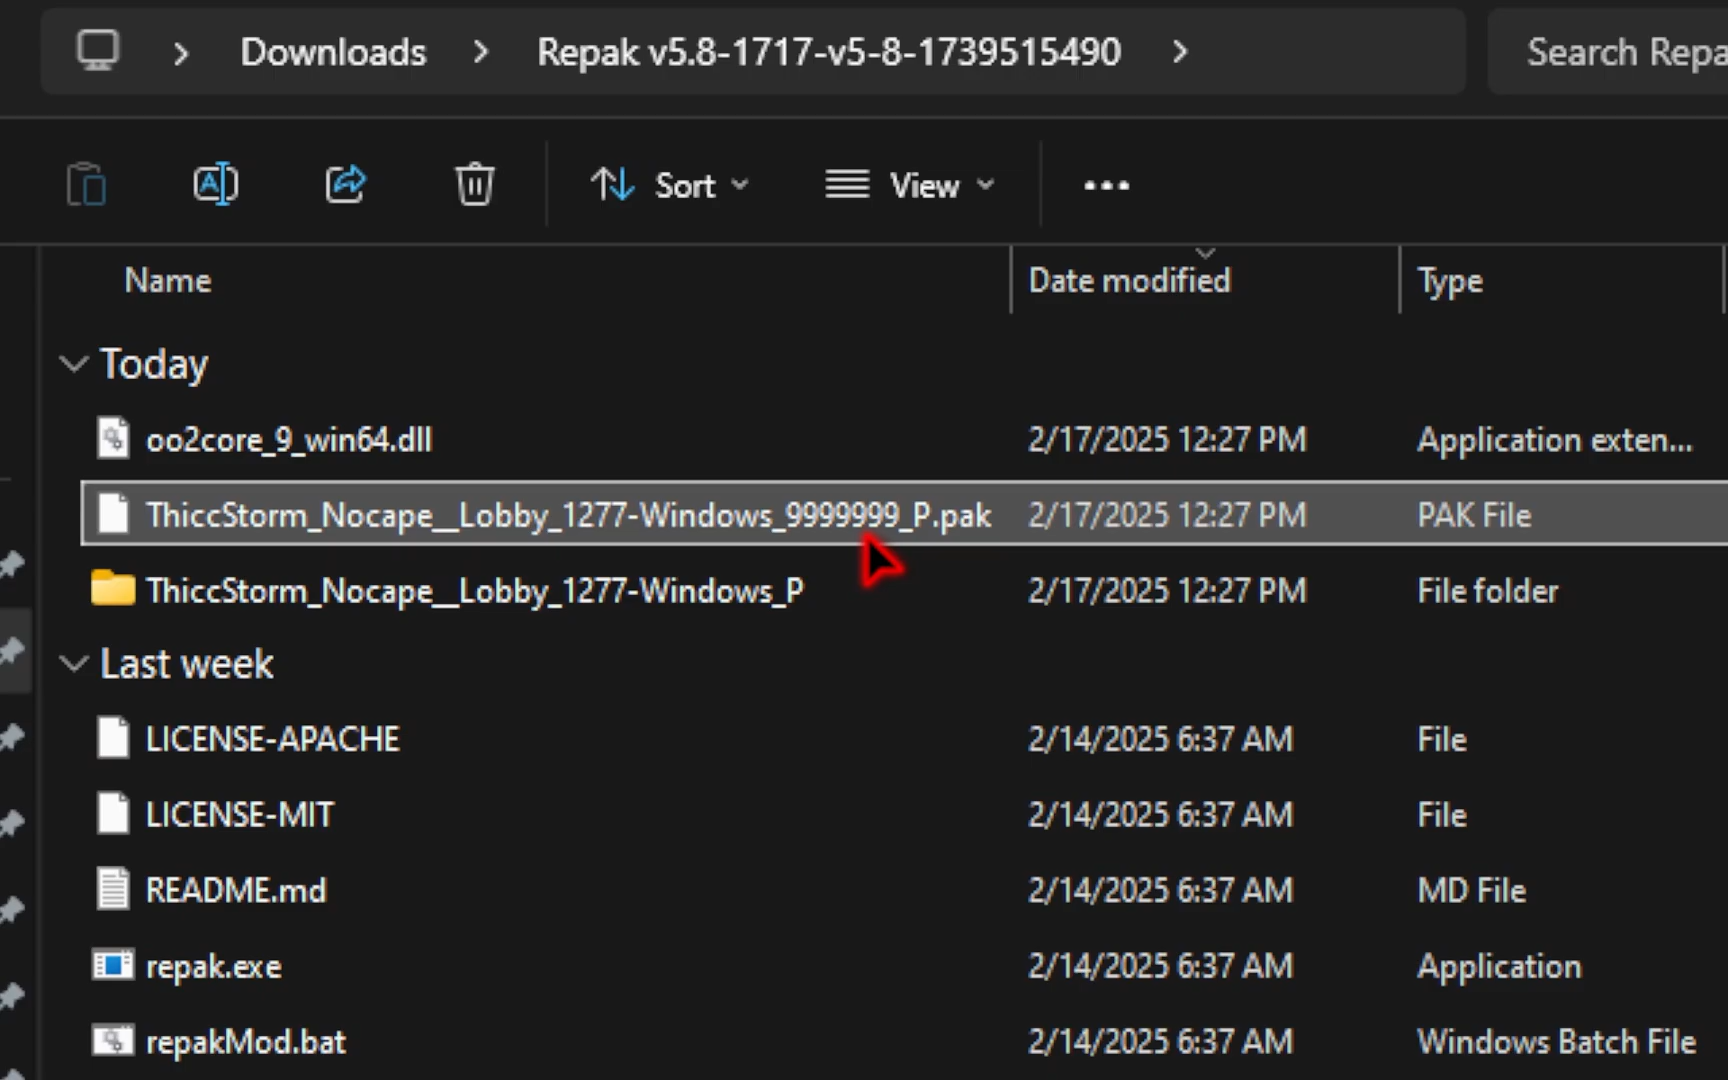 Downloads Repak v5.8-1717-v5-8-1739515490 Search Repa
Sort View
Name Date modified Type
Today
oo2core_9_win64.dll 2/17/2025 12:27 PM Application exten...
ThiccStorm_Nocape__Lobby_1277-Windows_9999999_P.pak 2/17/2025 12:27 PM PAK File
ThiccStorm_Nocape__Lobby_1277-Windows_P 2/17/2025 12:27 PM File folder
Last week
LICENSE-APACHE 2/14/2025 6:37 AM File
LICENSE-MIT 2/14/2025 6:37 AM File
README.md 2/14/2025 6:37 AM MD File
repak.exe 2/14/2025 6:37 AM Application
repakMod.bat 2/14/2025 6:37 AM Windows Batch File